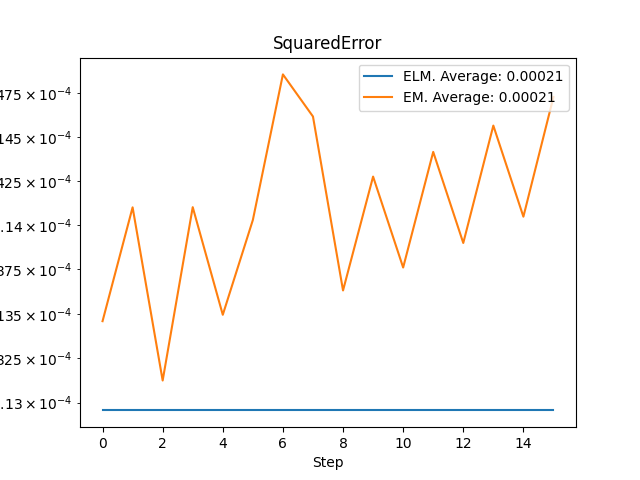 SquaredError
ELM. Average: 0.00021
EM. Average: 0.00021
475 × 10⁻⁴
145 × 10⁻⁴
425 × 10⁻⁴
.14 × 10⁻⁴
375 × 10⁻⁴
135 × 10⁻⁴
325 × 10⁻⁴
.13 × 10⁻⁴
0 2 4 6 8 10 12 14
Step